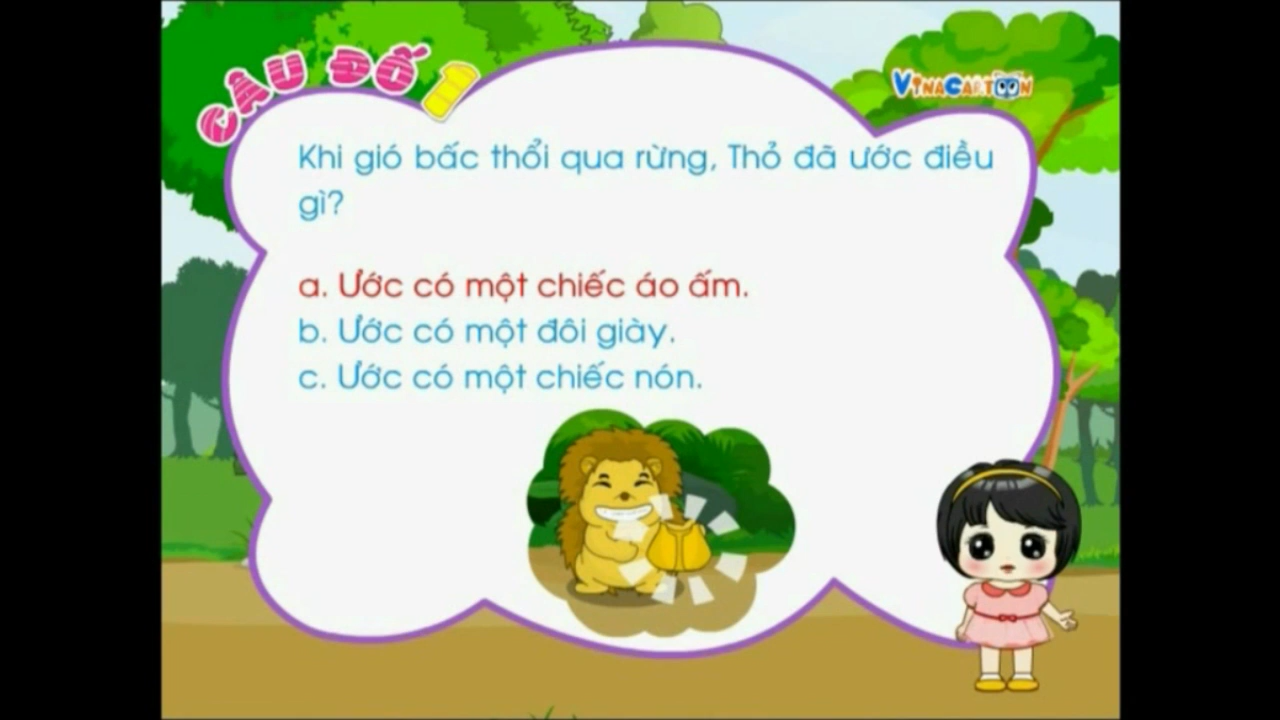 CÂU ĐỐ 1
VINACARTOON
Khi gió bấc thổi qua rừng, Thỏ đã ước điều
gì?
a. Ước có một chiếc áo ấm.
b. Ước có một đôi giày.
c. Ước có một chiếc nón.